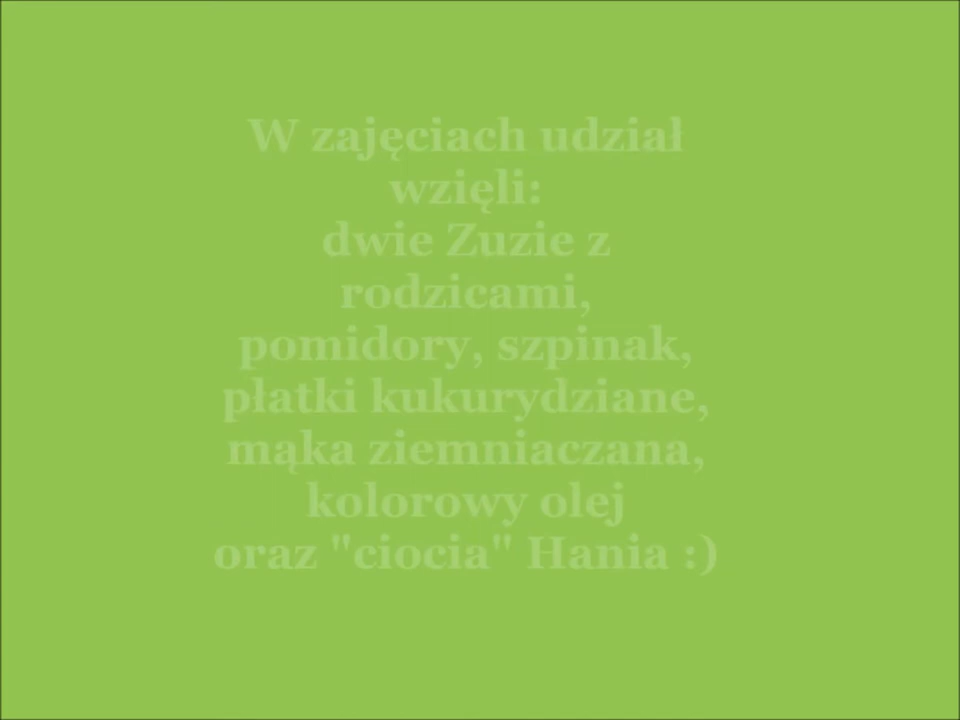 W zajęciach udział
wzięli:
dwie Zuzie z
rodzicami,
pomidory, szpinak,
płatki kukurydziane,
mąka ziemniaczana,
kolorowy olej
oraz "ciocia" Hania :)